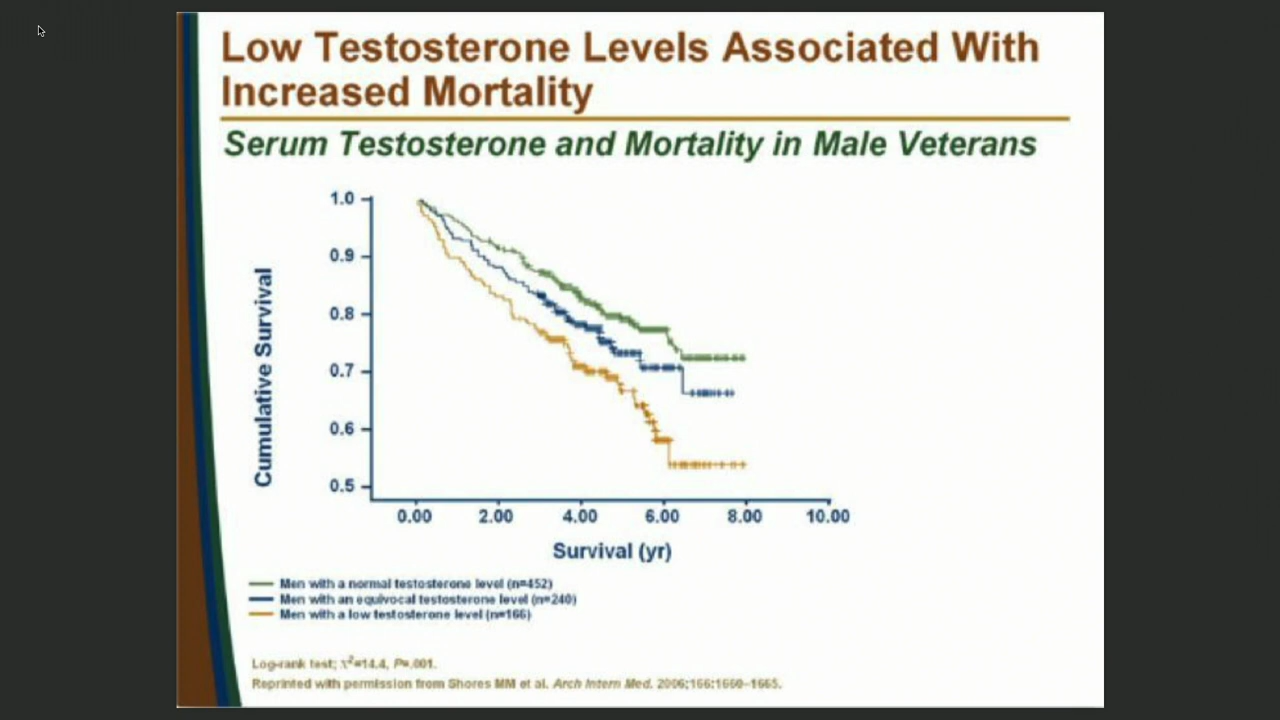 Low Testosterone Levels Associated With
Increased Mortality
Serum Testosterone and Mortality in Male Veterans
Cumulative Survival
1.0
0.9
0.8
0.7
0.6
0.5
0.00 2.00 4.00 6.00 8.00 10.00
Survival (yr)
Men with a normal testosterone level (n=452)
Men with an equivocal testosterone level (n=240)
Men with a low testosterone level (n=166)
Log-rank test; χ²=14.4, P=.001.
Reprinted with permission from Shores MM et al. Arch Intern Med. 2006;166:1660–1665.